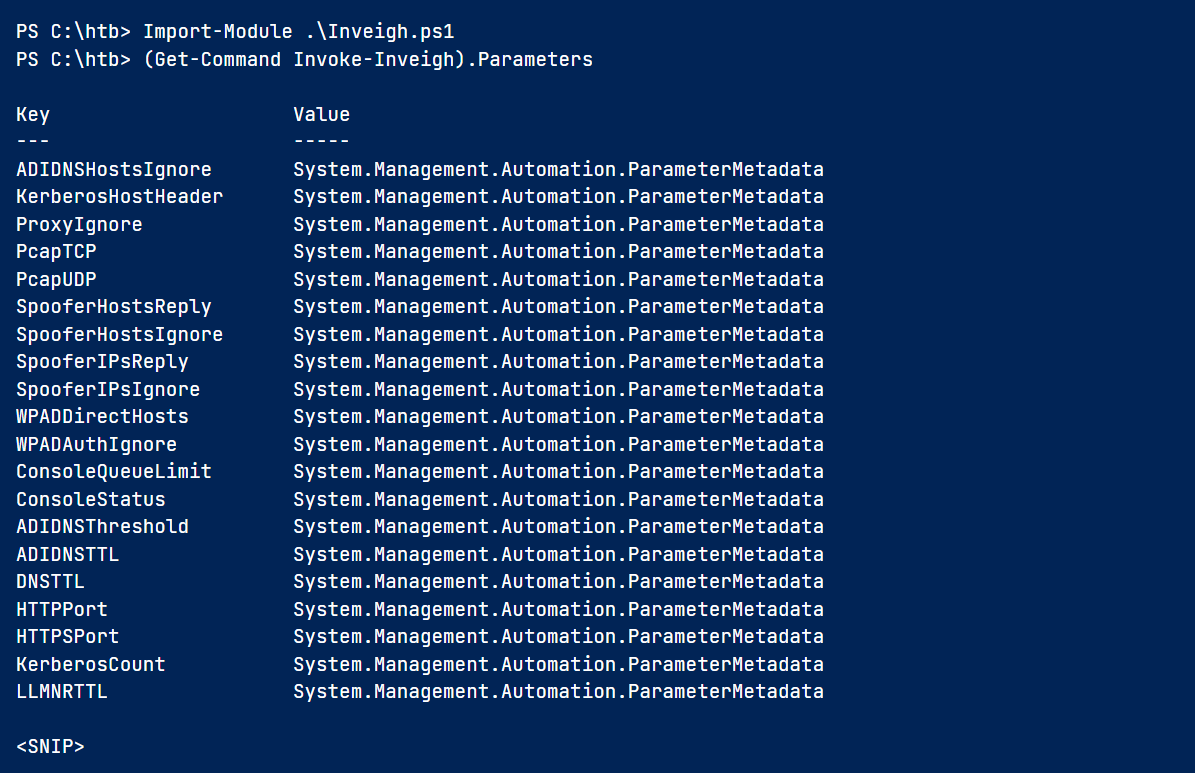 PS C:\htb> Import-Module .\Inveigh.ps1
PS C:\htb> (Get-Command Invoke-Inveigh).Parameters
Key                     Value
---                     -----
ADIDNSHostsIgnore       System.Management.Automation.ParameterMetadata
KerberosHostHeader      System.Management.Automation.ParameterMetadata
ProxyIgnore             System.Management.Automation.ParameterMetadata
PcapTCP                 System.Management.Automation.ParameterMetadata
PcapUDP                 System.Management.Automation.ParameterMetadata
SpooferHostsReply       System.Management.Automation.ParameterMetadata
SpooferHostsIgnore      System.Management.Automation.ParameterMetadata
SpooferIPsReply         System.Management.Automation.ParameterMetadata
SpooferIPsIgnore        System.Management.Automation.ParameterMetadata
WPADDirectHosts         System.Management.Automation.ParameterMetadata
WPADAuthIgnore          System.Management.Automation.ParameterMetadata
ConsoleQueueLimit       System.Management.Automation.ParameterMetadata
ConsoleStatus           System.Management.Automation.ParameterMetadata
ADIDNSThreshold         System.Management.Automation.ParameterMetadata
ADIDNSTTL               System.Management.Automation.ParameterMetadata
DNSTTL                  System.Management.Automation.ParameterMetadata
HTTPPort                System.Management.Automation.ParameterMetadata
HTTPSPort               System.Management.Automation.ParameterMetadata
KerberosCount           System.Management.Automation.ParameterMetadata
LLMNRTTL                System.Management.Automation.ParameterMetadata
<SNIP>